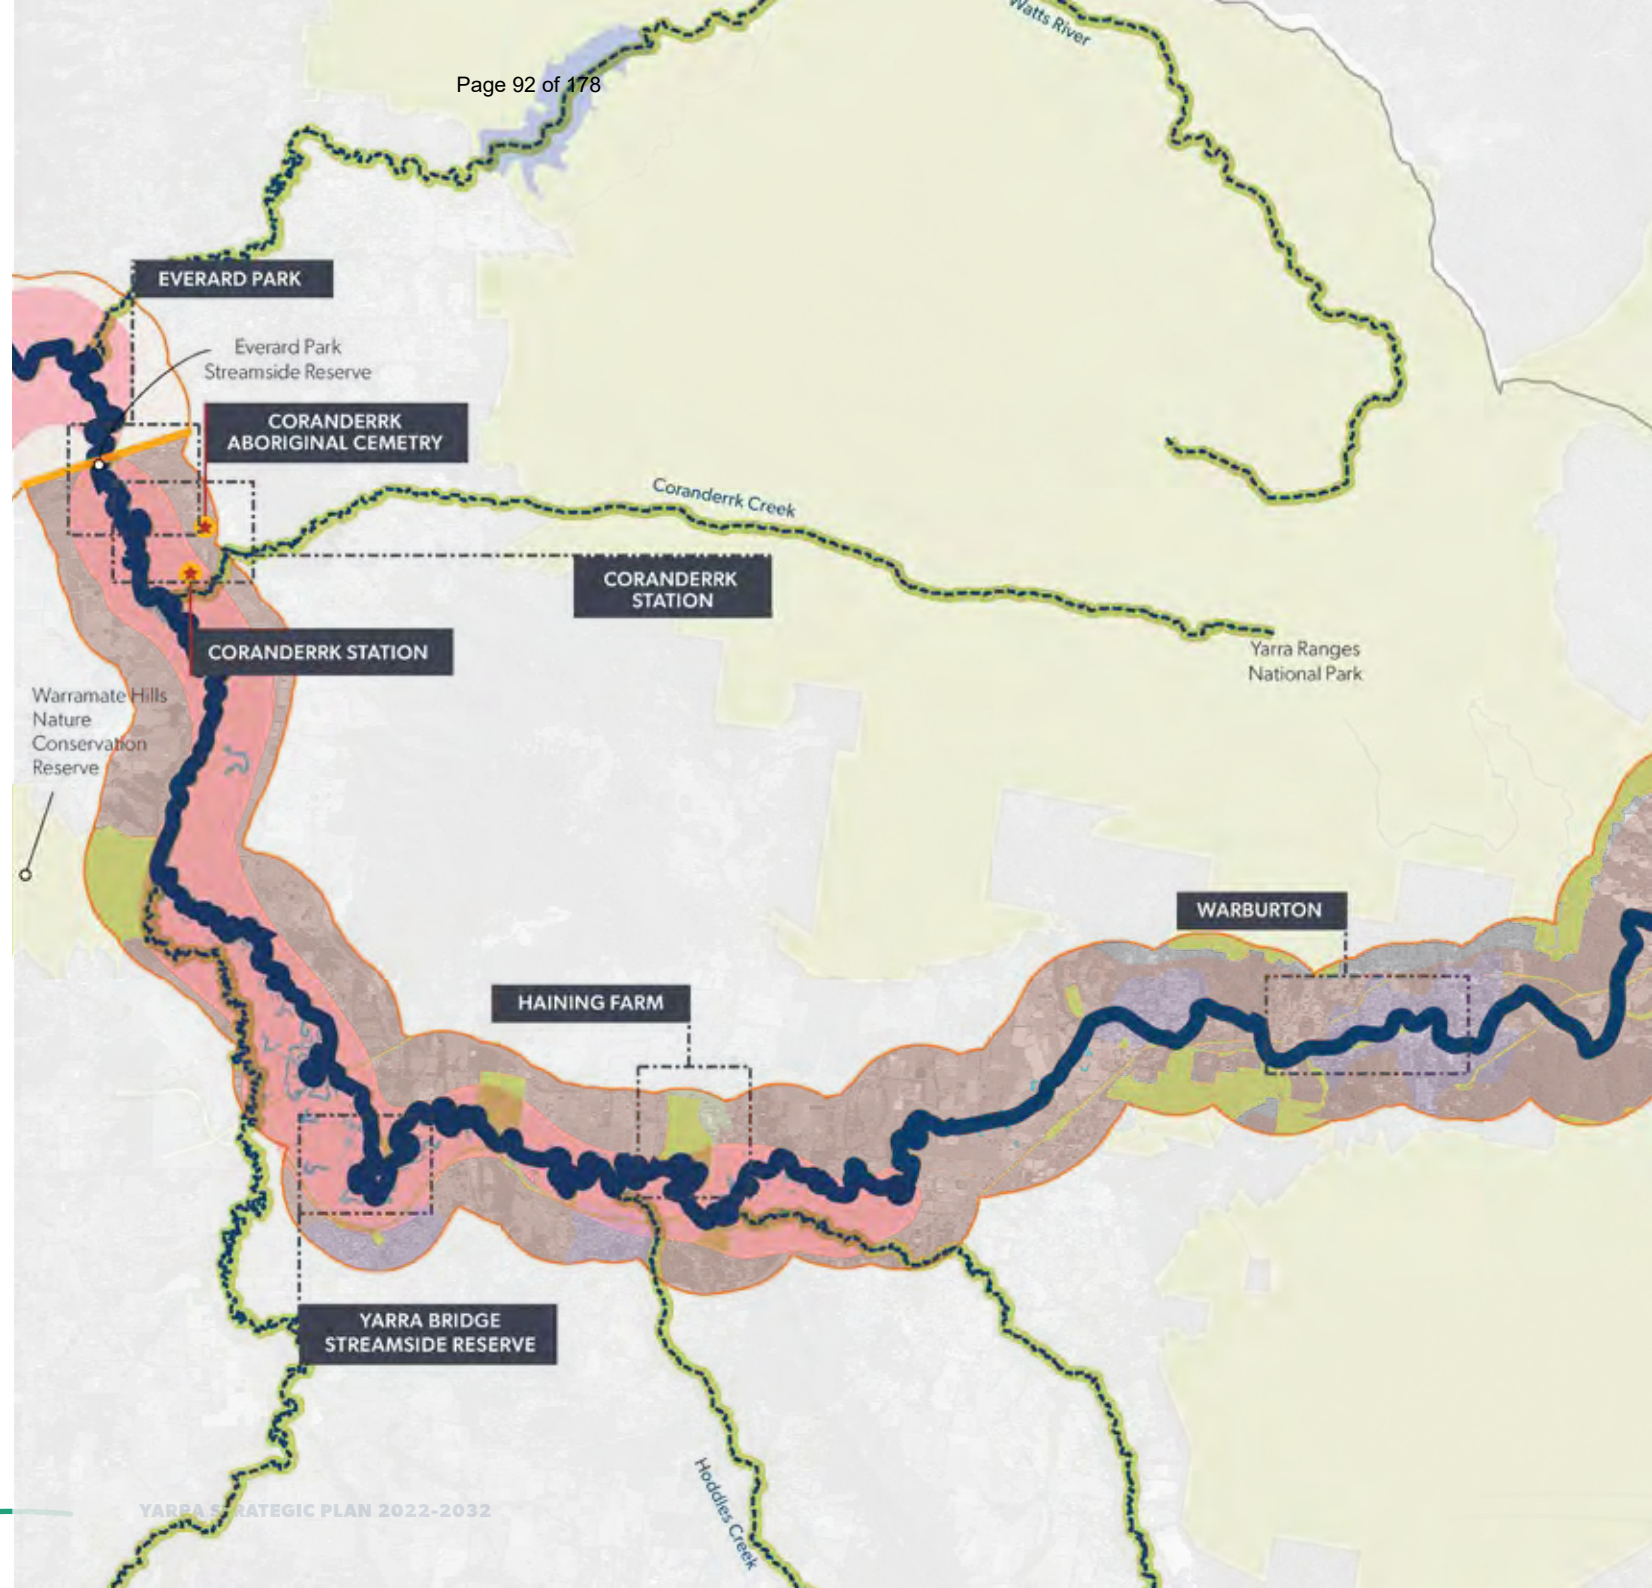 Watts River
Page 92 of 178
EVERARD PARK
Everard Park
Streamside Reserve
CORANDERRK
ABORIGINAL CEMETRY
Coranderrk Creek
CORANDERRK
STATION
CORANDERRK STATION
Yarra Ranges
National Park
Warramate Hills
Nature
Conservation
Reserve
WARBURTON
HAINING FARM
YARRA BRIDGE
STREAMSIDE RESERVE
Hoddles Creek
YARRA STRATEGIC PLAN 2022-2032